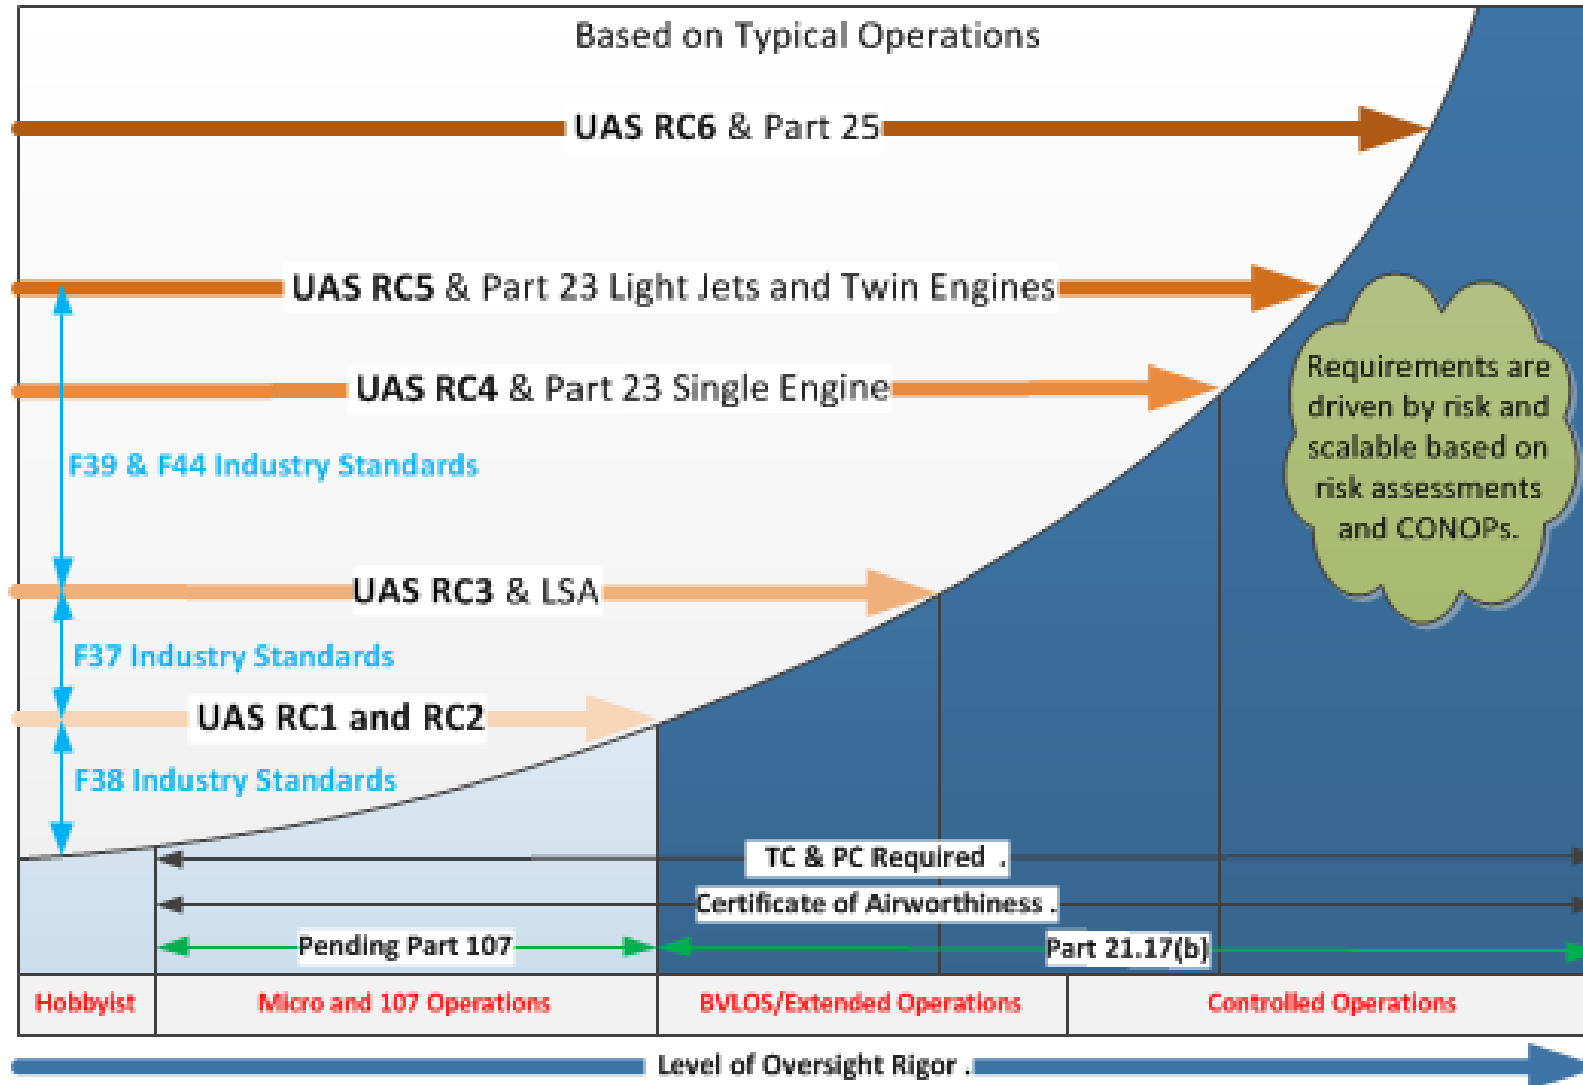 Based on Typical Operations
UAS RC6 & Part 25
UAS RC5 & Part 23 Light Jets and Twin Engines
Requirements are
driven by risk and
scalable based on
risk assessments
and CONOPs.
UAS RC4 & Part 23 Single Engine
F39 & F44 Industry Standards
UAS RC3 & LSA
F37 Industry Standards
UAS RC1 and RC2
F38 Industry Standards
TC & PC Required .
Certificate of Airworthiness .
Pending Part 107
Part 21.17(b)
Hobbyist
Micro and 107 Operations
BVLOS/Extended Operations
Controlled Operations
Level of Oversight Rigor .